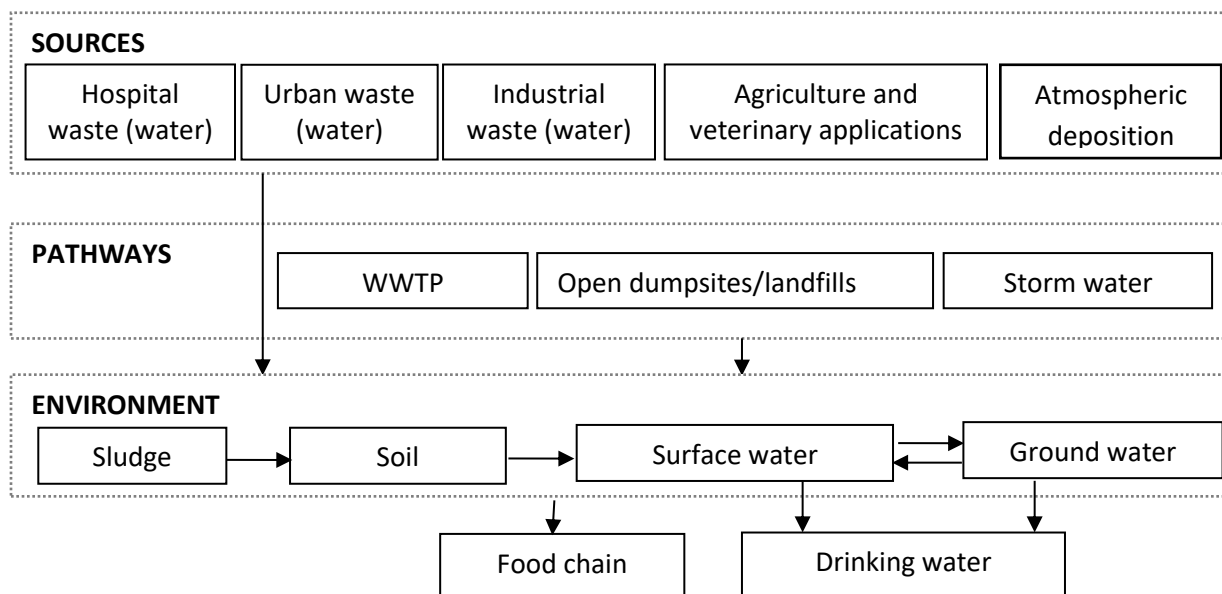 SOURCES
Hospital
waste (water)
Urban waste
(water)
Industrial
waste (water)
Agriculture and
veterinary applications
Atmospheric
deposition
PATHWAYS
WWTP
Open dumpsites/landfills
Storm water
ENVIRONMENT
Sludge
Soil
Surface water
Ground water
Food chain
Drinking water